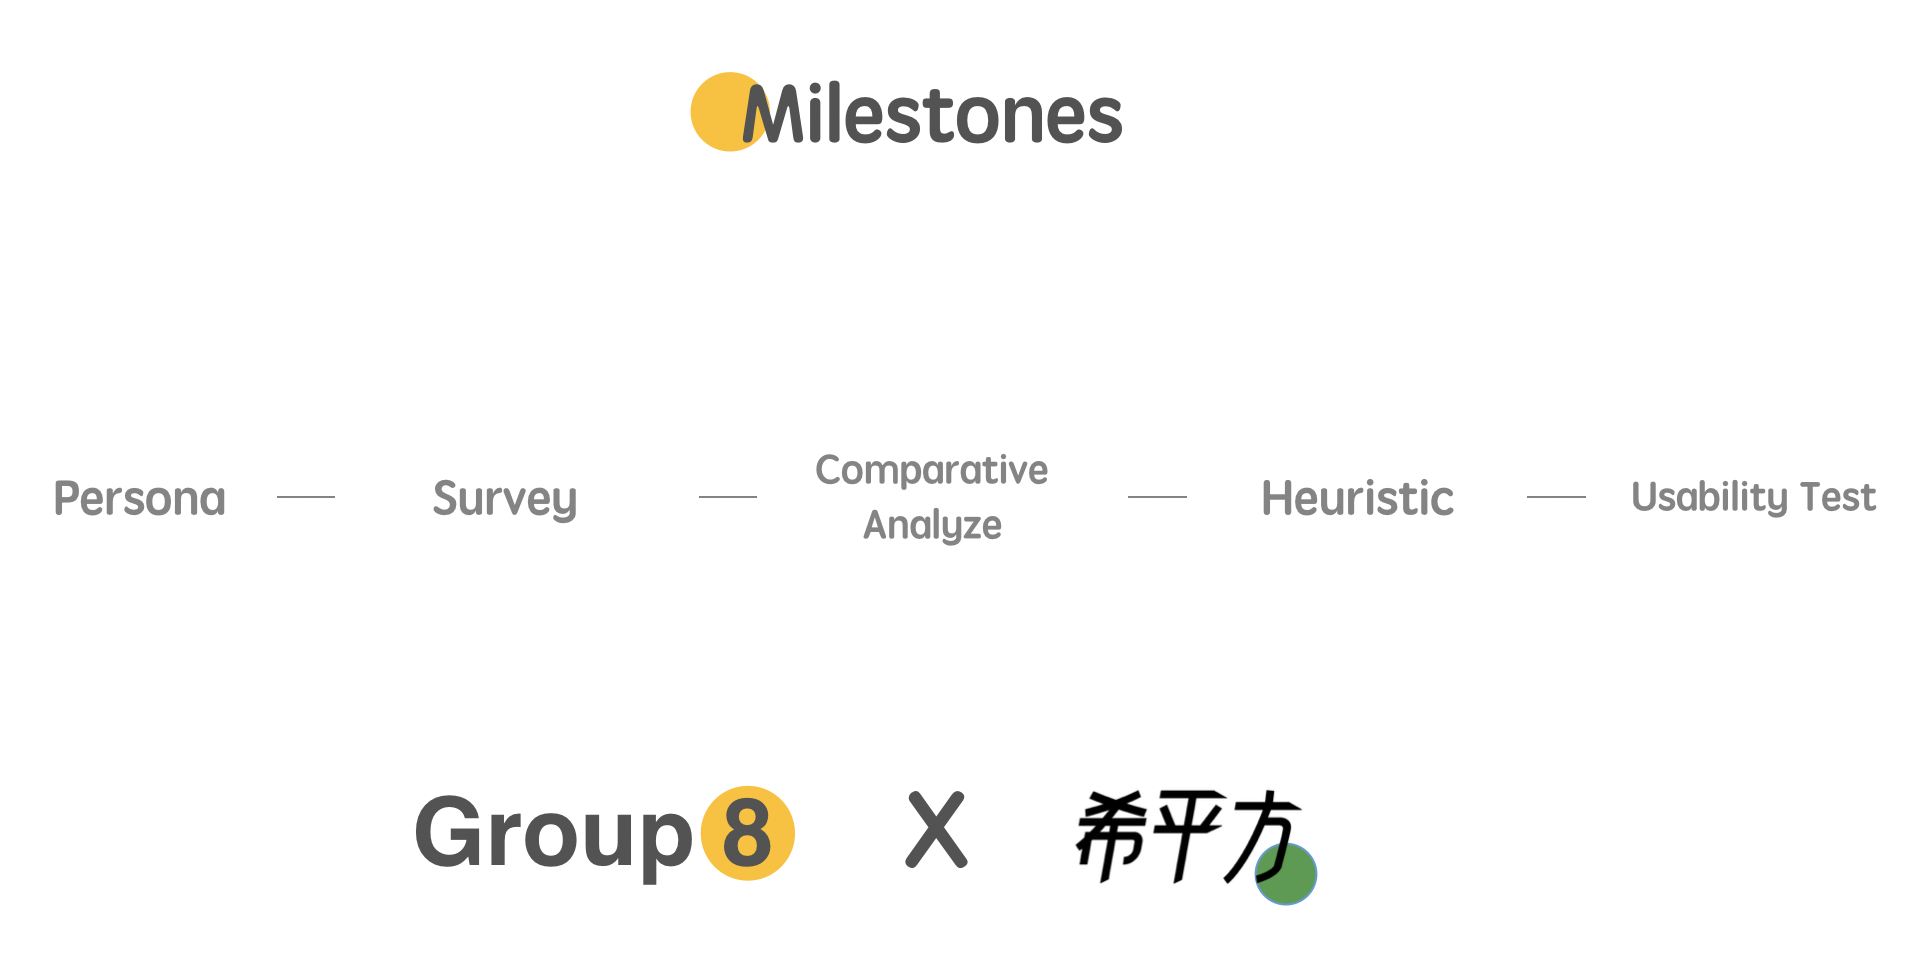 Milestones
Persona
Survey
Comparative
Analyze
Heuristic
Usability Test
Group 8 X 希平方